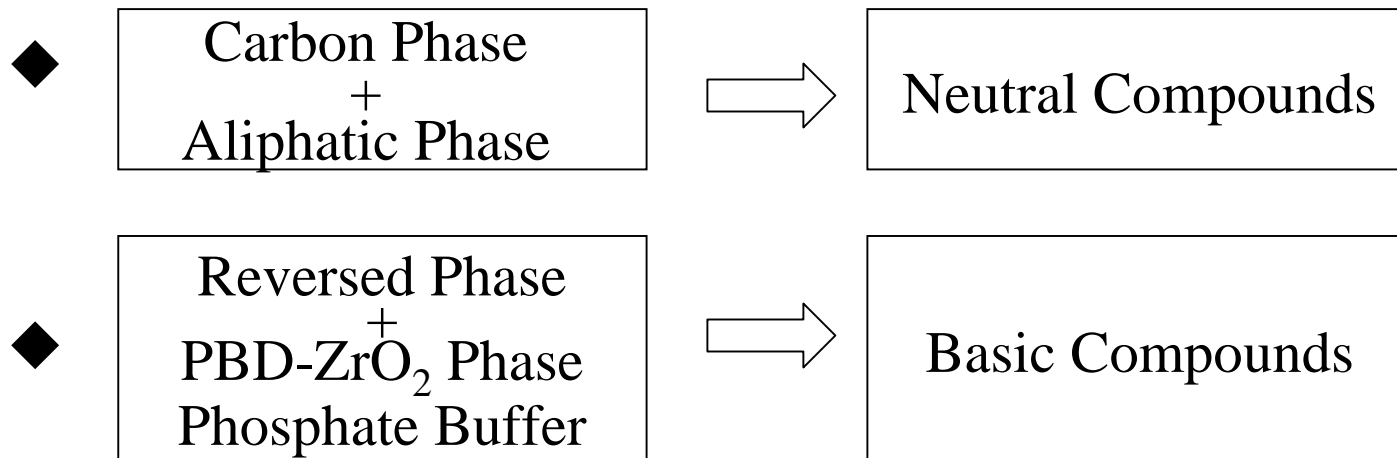 ◆ Carbon Phase
+
Aliphatic Phase
Neutral Compounds
◆ Reversed Phase
+
PBD-ZrO₂ Phase
Phosphate Buffer
Basic Compounds